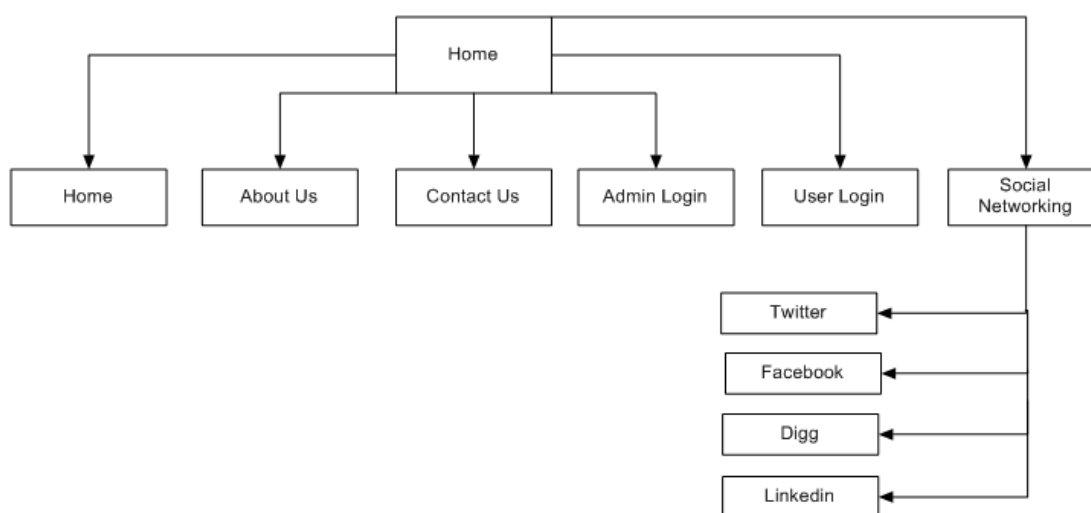 Home
Home
About Us
Contact Us
Admin Login
User Login
Social
Networking
Twitter
Facebook
Digg
Linkedin